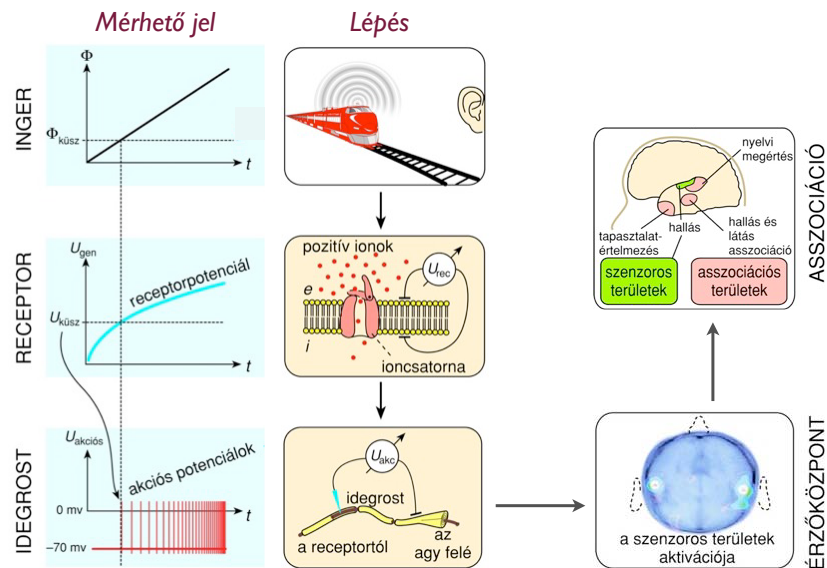 Mérhető jel
Lépés
INGER
Φ
Φküsz
t
RECEPTOR
Ugen
receptorpotenciál
Uküsz
t
pozitív ionok
Urec
e
i
ioncsatorna
IDEGROST
Uakciós
akciós potenciálok
0 mv
t
–70 mv
Uakc
idegrost
a receptortól
az
agy felé
ASSZOCIÁCIÓ
nyelvi
megértés
hallás
tapasztalat-
értelmezés
hallás és
látás
asszociáció
szenzoros
területek
asszociációs
területek
ÉRZŐKÖZPONT
a szenzoros területek
aktivációja